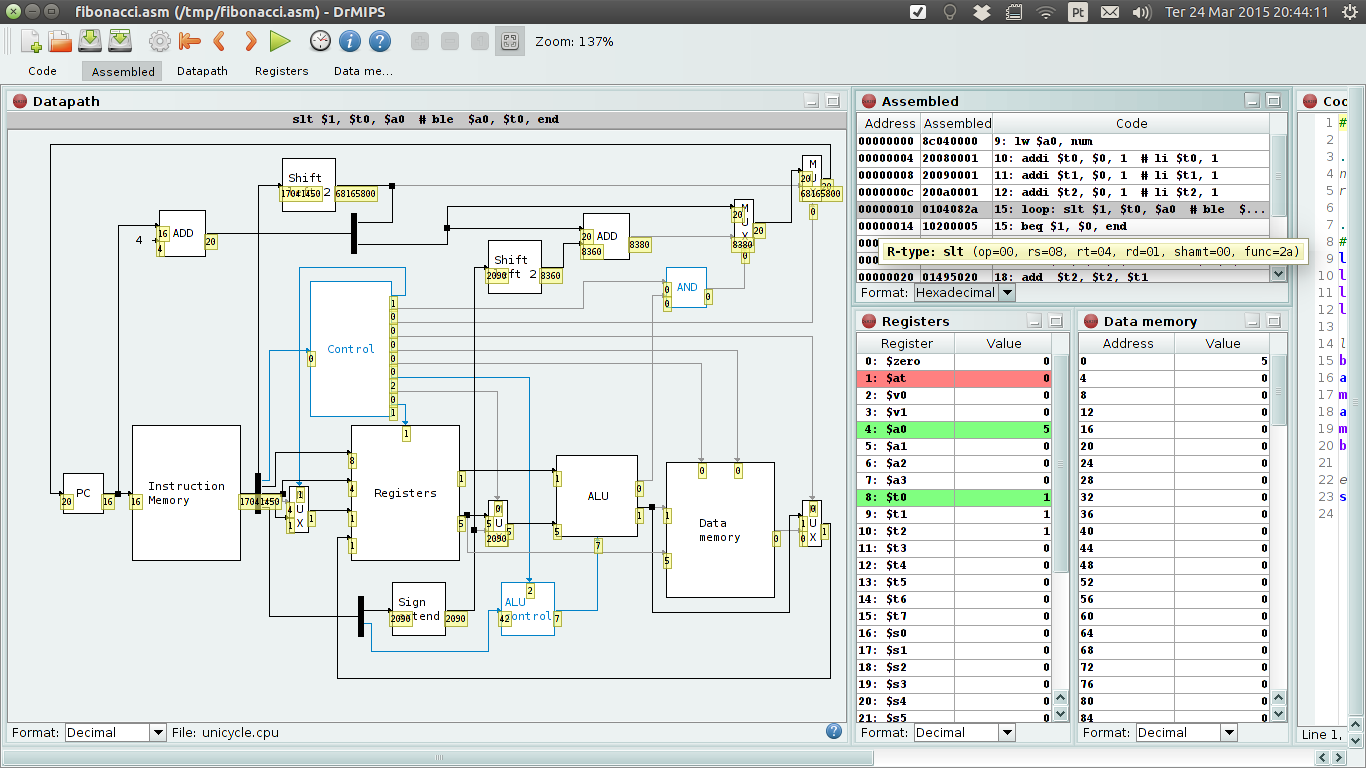 fibonacci.asm (/tmp/fibonacci.asm) - DrMIPS
Pt
Ter 24 Mar 2015 20:44:11
Zoom: 137%
Code Assembled Datapath Registers Data me...
Datapath
slt $1, $t0, $a0 # ble $a0, $t0, end
Shift
17041450 2
68165800
M
20
20
68165800
0
4
16
4
ADD
20
M
20
X
20
8380
0
20
ADD
8360
8380
Shift
2090 ft 2
8360
0
AND
0
0
Control
0
1
0
0
0
0
0
2
0
1
1
20
PC
16
16
Instruction
Memory
17041450
1
4
U
1
X
1
8
4
1
1
Registers
1
5
0
5
U
5
2090
1
5
ALU
0
1
7
0
0
1
5
Data
memory
0
0
1
U
0
X
1
Sign
2090 tend
2090
2
ALU
42 ontrol
7
Format: Decimal
File: unicycle.cpu
Assembled
Address Assembled Code
00000000 8c040000 9: lw $a0, num
00000004 20080001 10: addi $t0, $0, 1 # li $t0, 1
00000008 20090001 11: addi $t1, $0, 1 # li $t1, 1
0000000c 200a0001 12: addi $t2, $0, 1 # li $t2, 1
00000010 0104082a 15: loop: slt $1, $t0, $a0 # ble $...
00000014 10200005 15: beq $1, $0, end
R-type: slt (op=00, rs=08, rt=04, rd=01, shamt=00, func=2a)
00000020 01495020 18: add $t2, $t2, $t1
Format: Hexadecimal
Registers
Register Value
0: $zero 0
1: $at 0
2: $v0 0
3: $v1 0
4: $a0 5
5: $a1 0
6: $a2 0
7: $a3 0
8: $t0 1
9: $t1 1
10: $t2 1
11: $t3 0
12: $t4 0
13: $t5 0
14: $t6 0
15: $t7 0
16: $s0 0
17: $s1 0
18: $s2 0
19: $s3 0
20: $s4 0
21: $s5 0
Format: Decimal
Data memory
Address Value
0 5
4 0
8 0
12 0
16 0
20 0
24 0
28 0
32 0
36 0
40 0
44 0
48 0
52 0
56 0
60 0
64 0
68 0
72 0
76 0
80 0
84 0
Format: Decimal
Coc
1 #
2
3 .
4 n
5 r
6
7 .
8 #
9 l
10 l
11 l
12 l
13
14 l
15 b
16 a
17 m
18 a
19 m
20 b
21
22 e
23 s
24
Line 1,